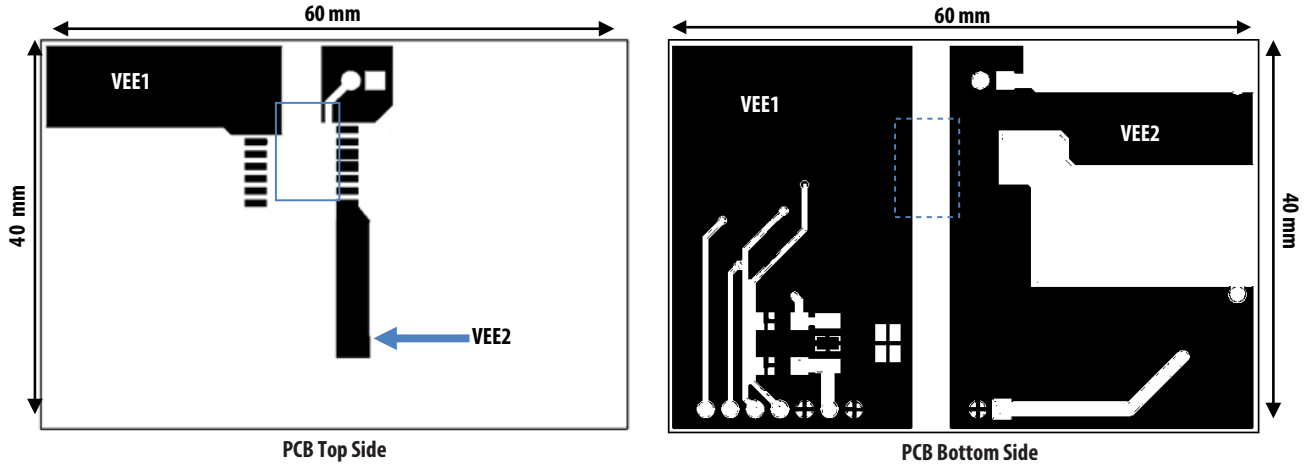 60 mm
60 mm
40 mm
VEE1
VEE2
PCB Top Side
VEE1
VEE2
40 mm
PCB Bottom Side